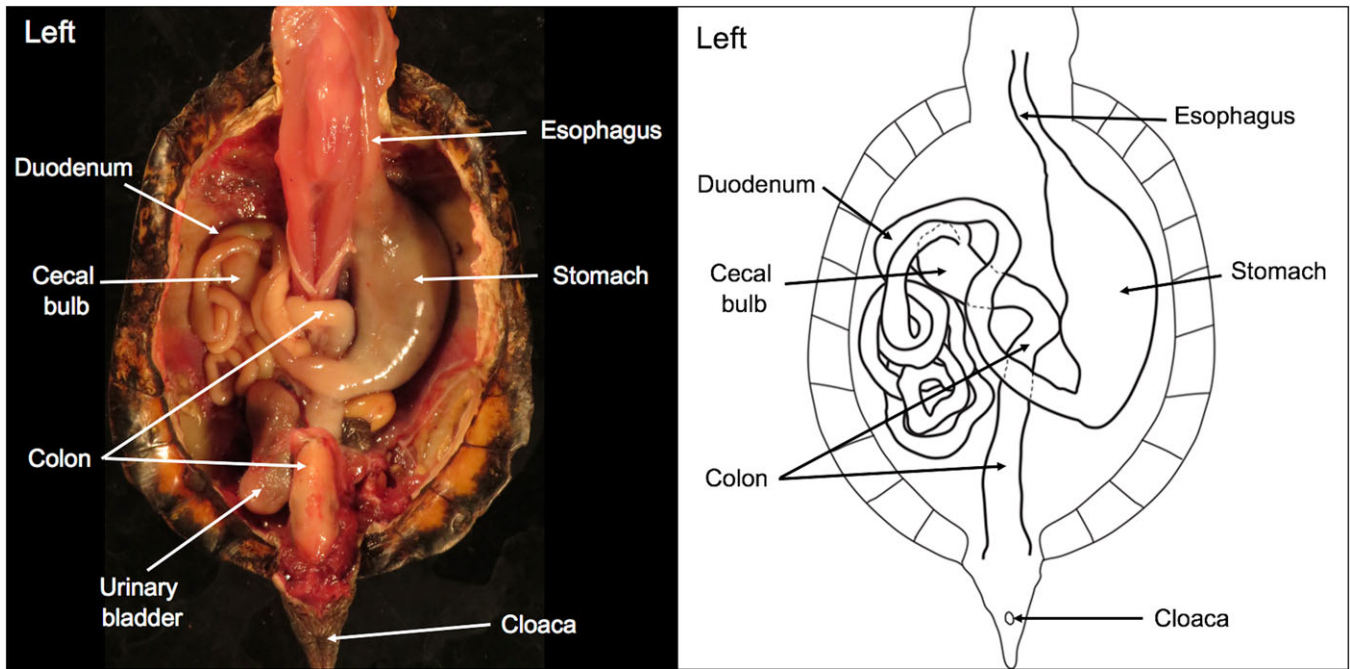 Left
Esophagus
Duodenum
Cecal
bulb
Stomach
Colon
Urinary
bladder
Cloaca
Left
Esophagus
Duodenum
Cecal
bulb
Stomach
Colon
Cloaca